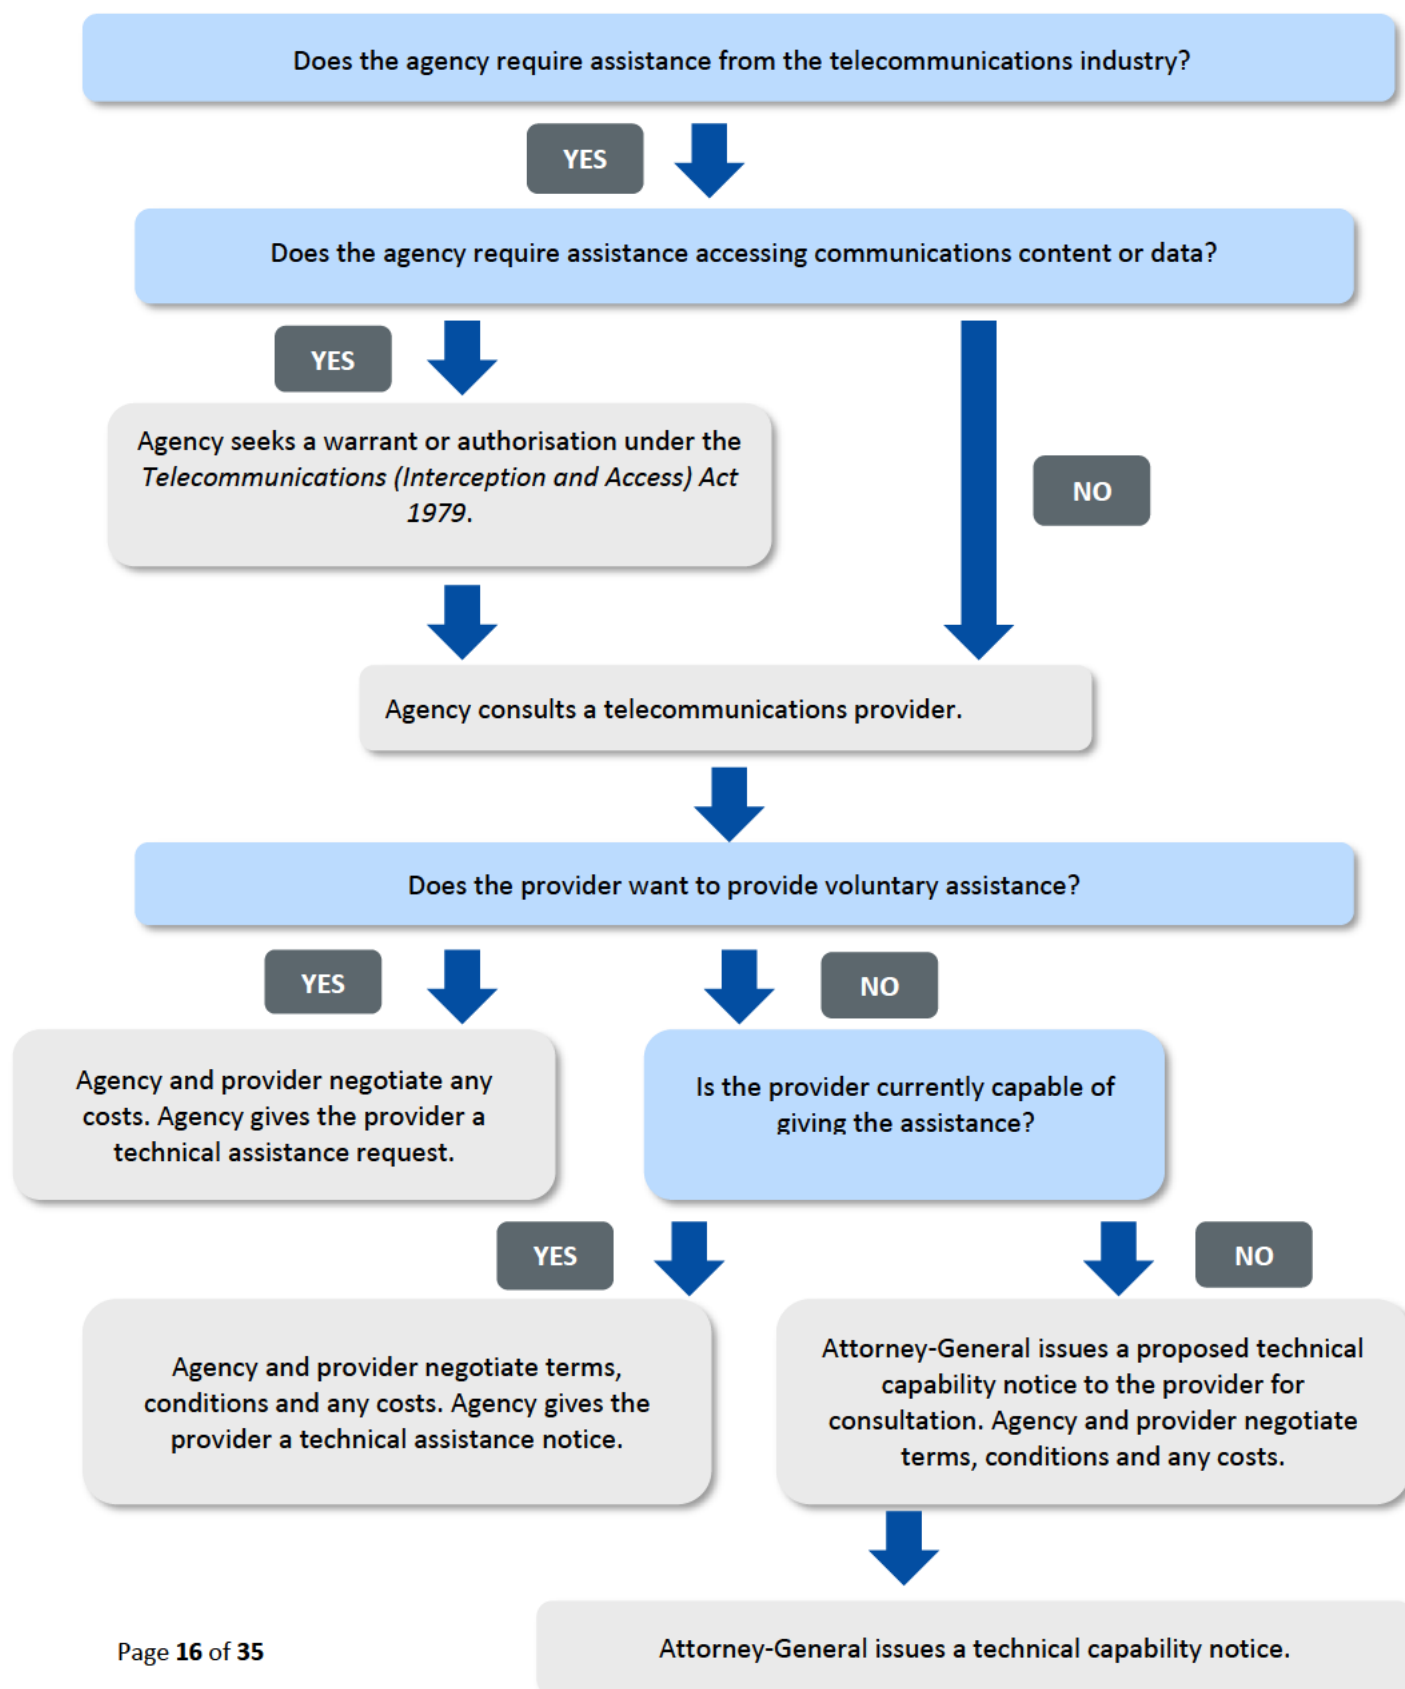 Does the agency require assistance from the telecommunications industry?
YES
Does the agency require assistance accessing communications content or data?
YES
Agency seeks a warrant or authorisation under the
Telecommunications (Interception and Access) Act
1979.
NO
Agency consults a telecommunications provider.
Does the provider want to provide voluntary assistance?
YES
NO
Agency and provider negotiate any
costs. Agency gives the provider a
technical assistance request.
Is the provider currently capable of
giving the assistance?
YES
NO
Agency and provider negotiate terms,
conditions and any costs. Agency gives the
provider a technical assistance notice.
Attorney-General issues a proposed technical
capability notice to the provider for
consultation. Agency and provider negotiate
terms, conditions and any costs.
Attorney-General issues a technical capability notice.
Page 16 of 35